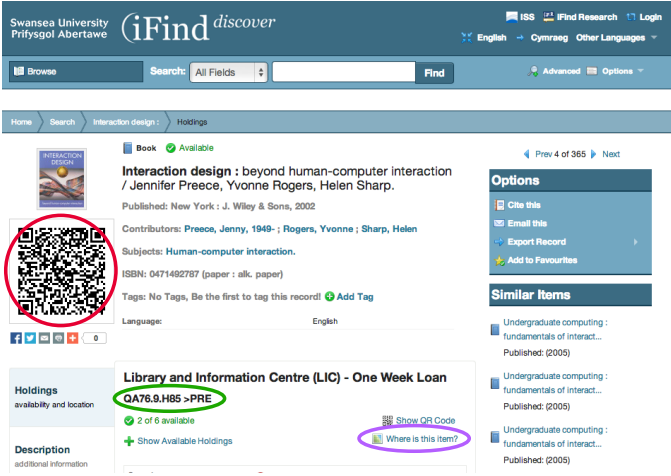 Swansea University
Prifysgol Abertawe
(iFind discover
ISS iFind Research Login
English Cymraeg Other Languages
Browse
Search: All Fields Find
Advanced Options
Home Search Interaction design : Holdings
INTERACTION
DESIGN
Book Available
Interaction design : beyond human-computer interaction
/ Jennifer Preece, Yvonne Rogers, Helen Sharp.
Published: New York : J. Wiley & Sons, 2002
Contributors: Preece, Jenny, 1949- ; Rogers, Yvonne ; Sharp, Helen
Subjects: Human-computer interaction.
ISBN: 0471492787 (paper : alk. paper)
Tags: No Tags, Be the first to tag this record! Add Tag
Language: English
0
Prev 4 of 365 Next
Options
Cite this
Email this
Export Record
Add to Favourites
Similar Items
Undergraduate computing :
fundamentals of interact...
Published: (2005)
Undergraduate computing :
fundamentals of interact...
Published: (2005)
Undergraduate computing :
fundamentals of interact...
Published: (2005)
Holdings
availability and location
Description
additional information
Library and Information Centre (LIC) - One Week Loan
QA76.9.H85 >PRE
2 of 6 available
Show QR Code
Show Available Holdings
Where is this item?